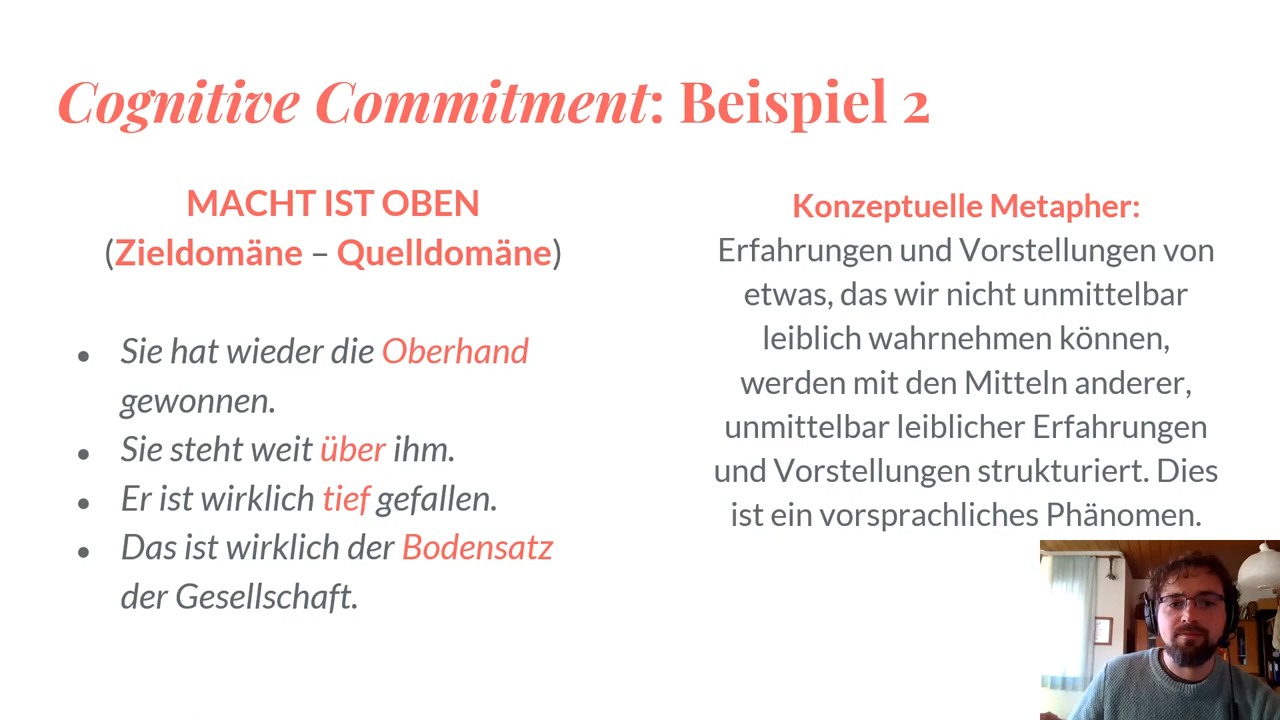 Cognitive Commitment: Beispiel 2
MACHT IST OBEN
(Zieldomäne – Quelldomäne)
● Sie hat wieder die Oberhand
gewonnen.
● Sie steht weit über ihm.
● Er ist wirklich tief gefallen.
● Das ist wirklich der Bodensatz
der Gesellschaft.
Konzeptuelle Metapher:
Erfahrungen und Vorstellungen von
etwas, das wir nicht unmittelbar
leiblich wahrnehmen können,
werden mit den Mitteln anderer,
unmittelbar leiblicher Erfahrungen
und Vorstellungen strukturiert. Dies
ist ein vorsprachliches Phänomen.